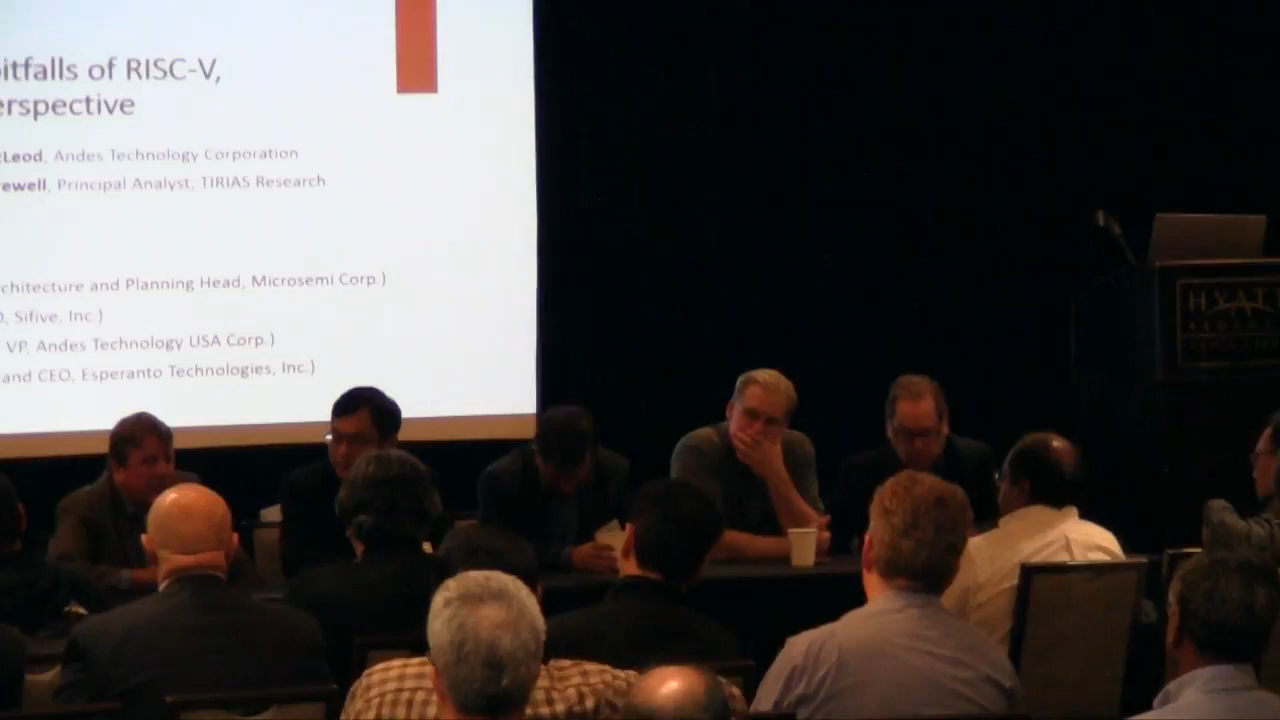 itfalls of RISC-V,
erspective
Leod, Andes Technology Corporation
ewell, Principal Analyst, TIRIAS Research
chitecture and Planning Head, Microsemi Corp.)
, Sifive, Inc.)
VP, Andes Technology USA Corp.)
and CEO, Esperanto Technologies, Inc.)
HYAT